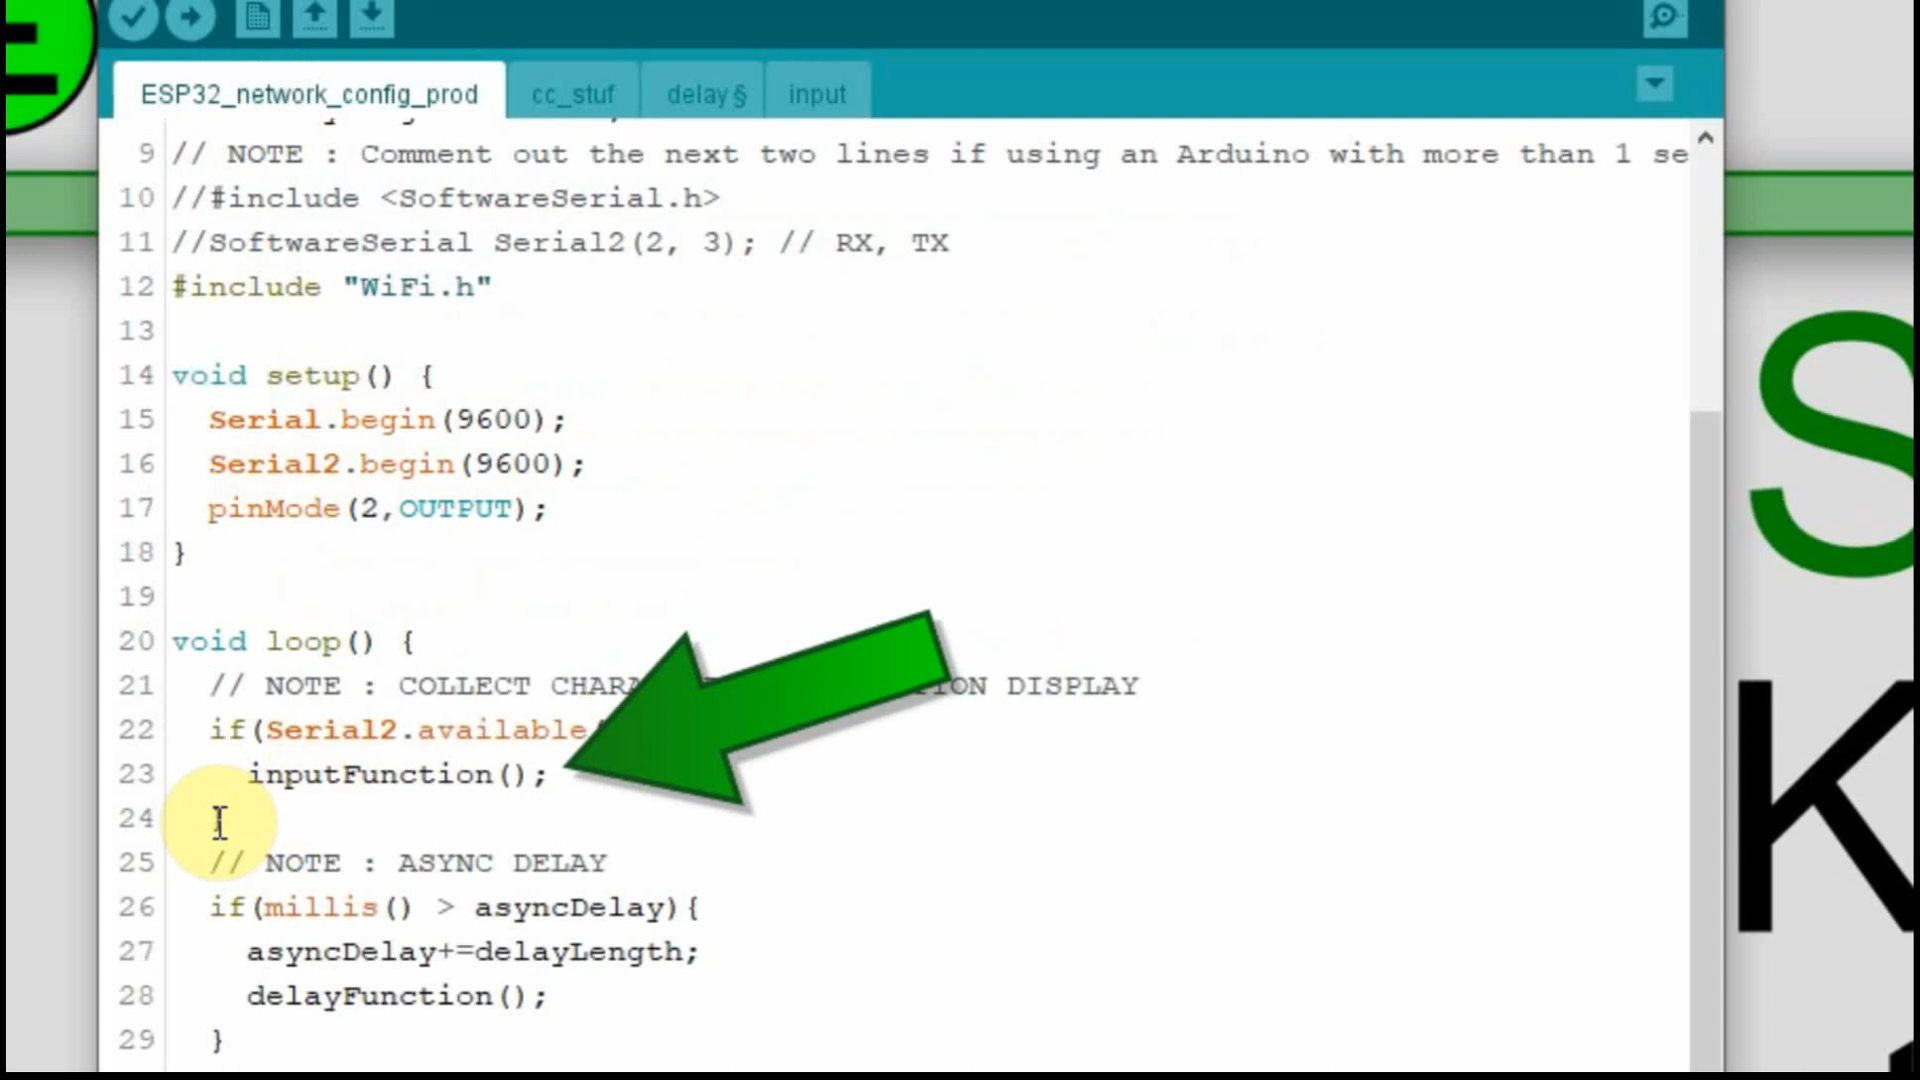 ESP32_network_config_prod cc_stuf delay§ input
9 // NOTE : Comment out the next two lines if using an Arduino with more than 1 se
10 //#include <SoftwareSerial.h>
11 //SoftwareSerial Serial2(2, 3); // RX, TX
12 #include "WiFi.h"
13
14 void setup() {
15 Serial.begin(9600);
16 Serial2.begin(9600);
17 pinMode(2,OUTPUT);
18 }
19
20 void loop() {
21 // NOTE : COLLECT CHARA ION DISPLAY
22 if(Serial2.available
23 inputFunction();
24
25 // NOTE : ASYNC DELAY
26 if(millis() > asyncDelay){
27 asyncDelay+=delayLength;
28 delayFunction();
29 }
S
K